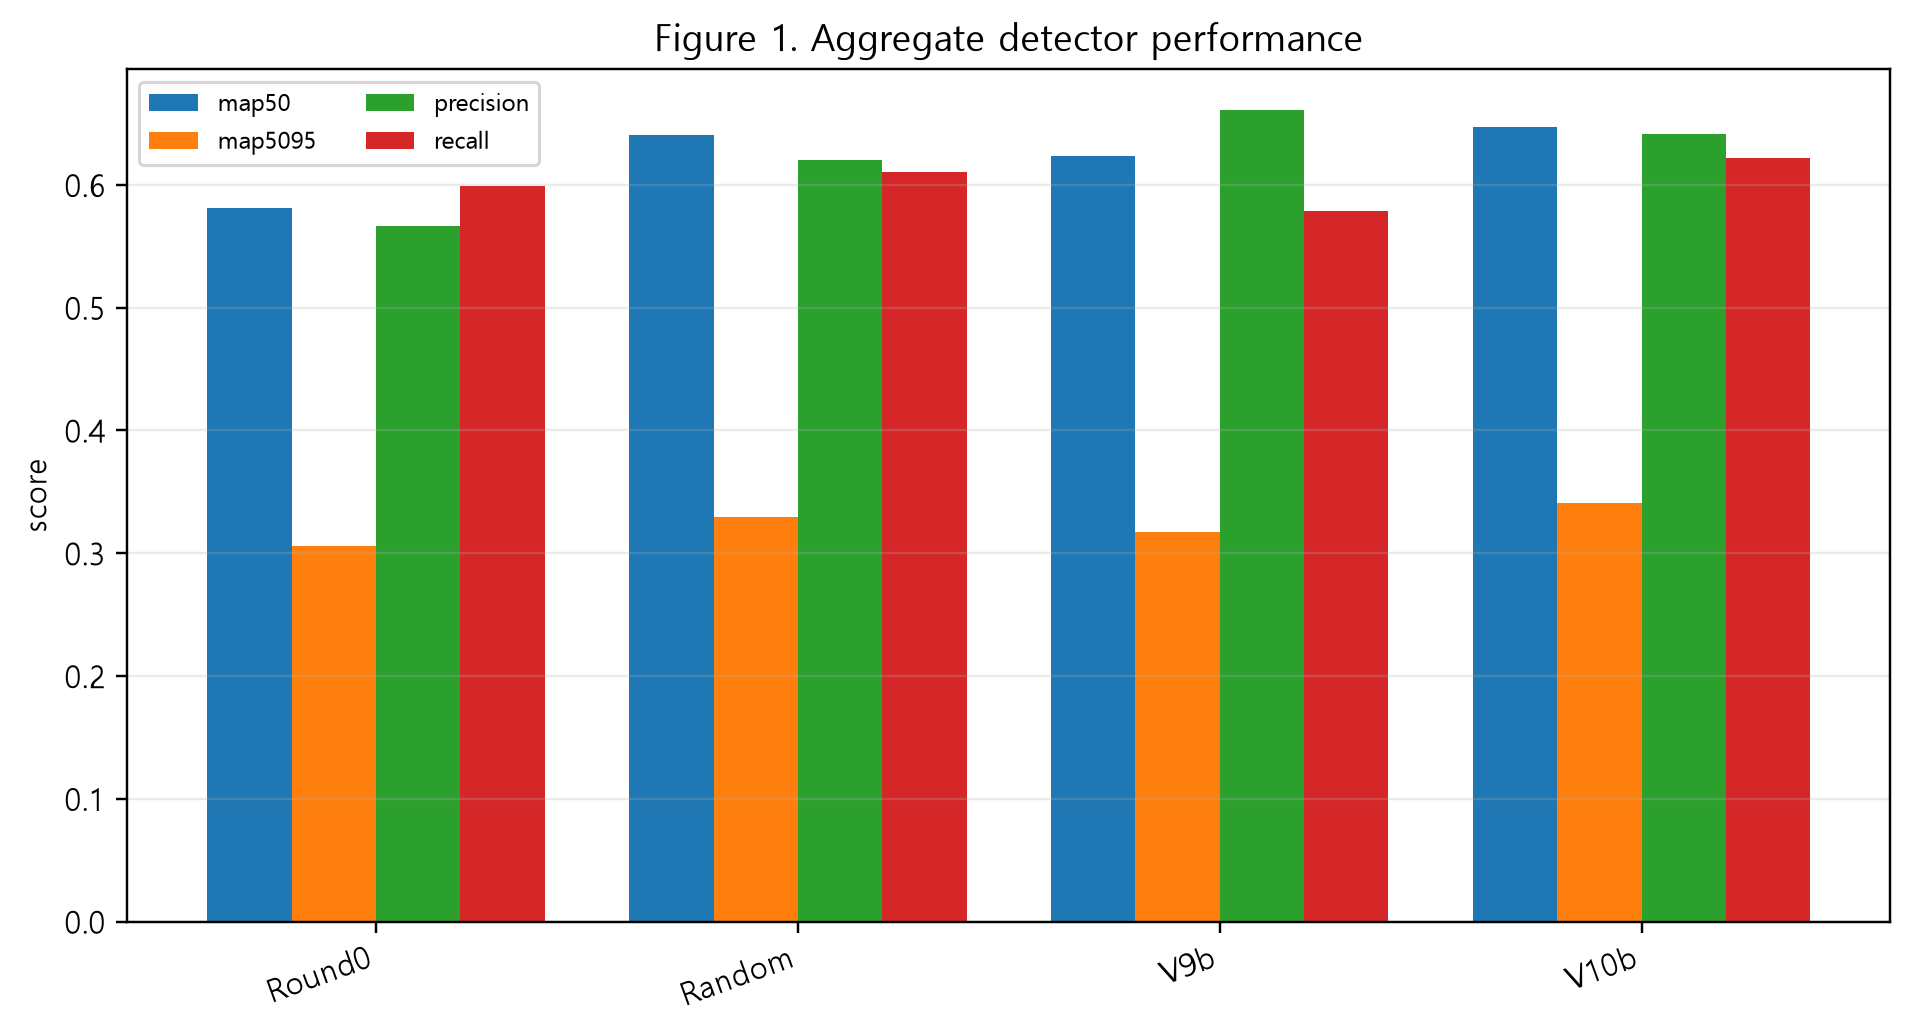 Figure 1. Aggregate detector performance
map50
precision
map5095
recall
score
0.6
0.5
0.4
0.3
0.2
0.1
0.0
Round0
Random
V9b
V10b